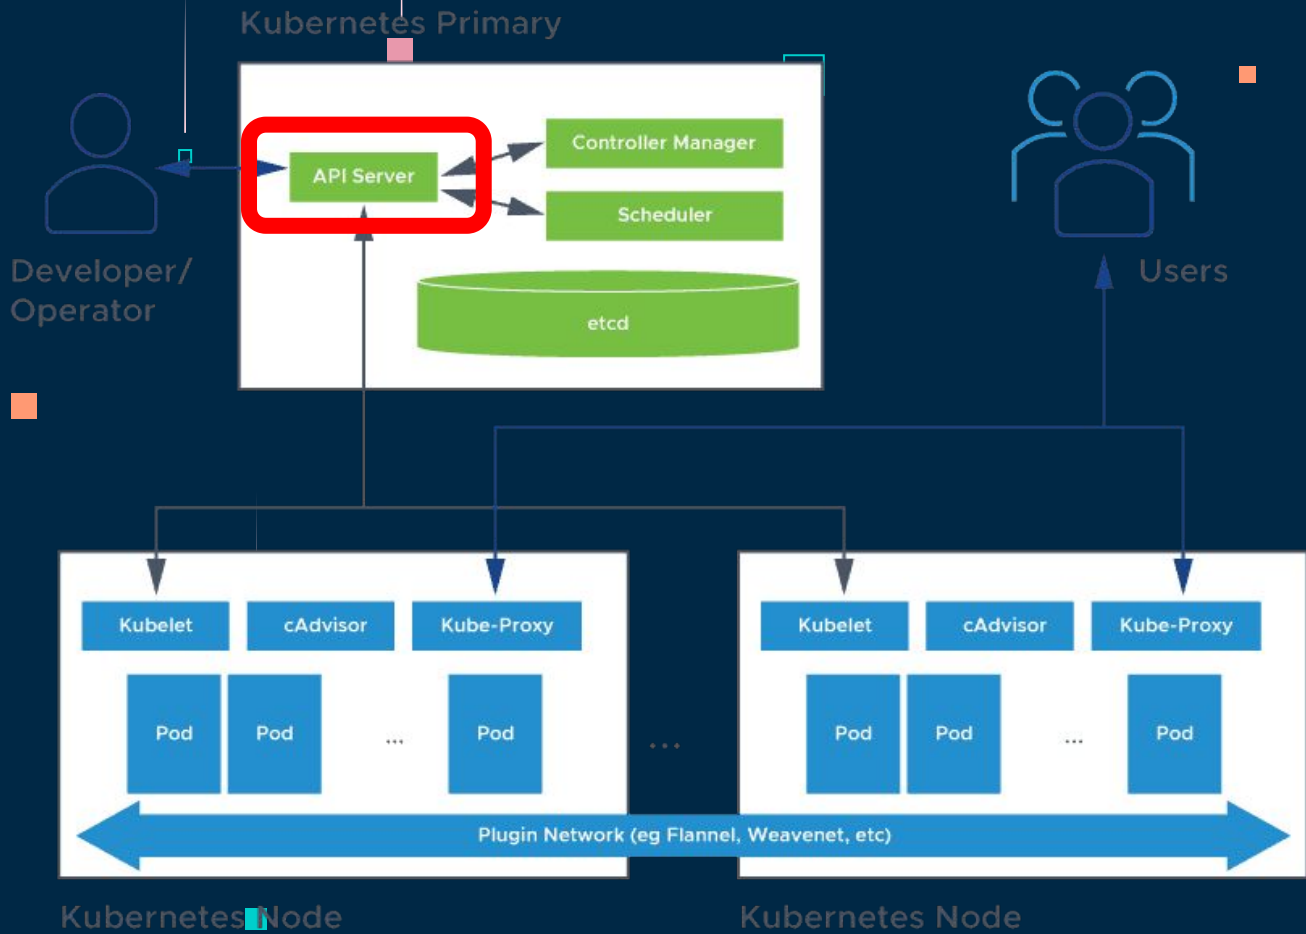 Kubernetes Primary
API Server
Controller Manager
Scheduler
etcd
Developer/
Operator
Users
Kubelet
cAdvisor
Kube-Proxy
Pod
Pod
...
Pod
...
Kubelet
cAdvisor
Kube-Proxy
Pod
Pod
...
Pod
Plugin Network (eg Flannel, Weavenet, etc)
Kubernetes Node
Kubernetes Node